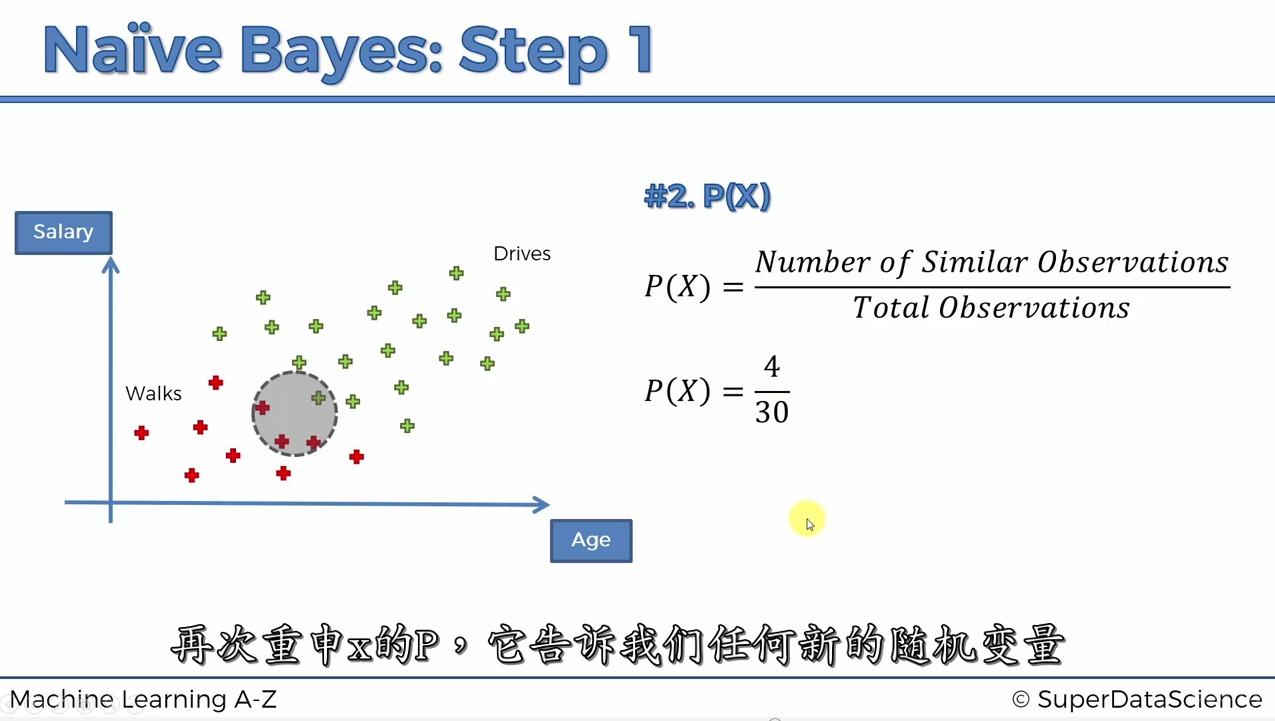 Naïve Bayes: Step 1
#2. P(X)
Salary
Drives
P(X) = Number of Similar Observations / Total Observations
Walks
P(X) = 4 / 30
Age
再次重申x的P，它告诉我们任何新的随机变量
Machine Learning A-Z
© SuperDataScience